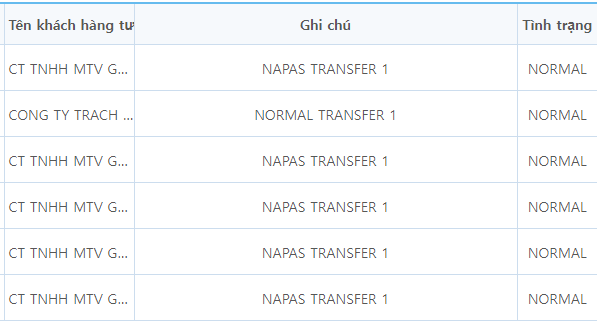 Tên khách hàng tư Ghi chú Tình trạng
CT TNHH MTV G... NAPAS TRANSFER 1 NORMAL
CONG TY TRACH ... NORMAL TRANSFER 1 NORMAL
CT TNHH MTV G... NAPAS TRANSFER 1 NORMAL
CT TNHH MTV G... NAPAS TRANSFER 1 NORMAL
CT TNHH MTV G... NAPAS TRANSFER 1 NORMAL
CT TNHH MTV G... NAPAS TRANSFER 1 NORMAL